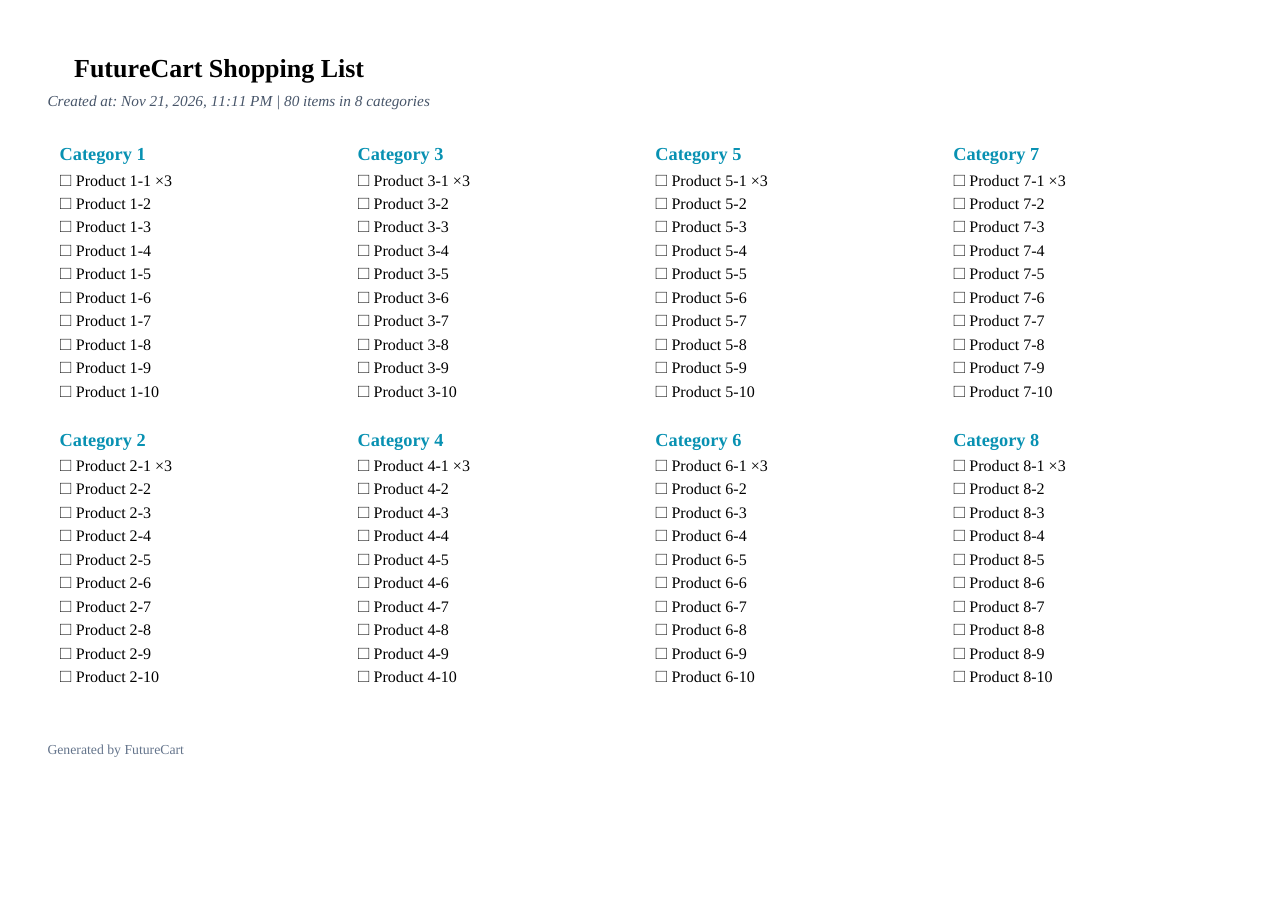 FutureCart Shopping List
Created at: Nov 21, 2026, 11:11 PM | 80 items in 8 categories
Category 1
☐ Product 1-1 ×3
☐ Product 1-2
☐ Product 1-3
☐ Product 1-4
☐ Product 1-5
☐ Product 1-6
☐ Product 1-7
☐ Product 1-8
☐ Product 1-9
☐ Product 1-10
Category 2
☐ Product 2-1 ×3
☐ Product 2-2
☐ Product 2-3
☐ Product 2-4
☐ Product 2-5
☐ Product 2-6
☐ Product 2-7
☐ Product 2-8
☐ Product 2-9
☐ Product 2-10
Category 3
☐ Product 3-1 ×3
☐ Product 3-2
☐ Product 3-3
☐ Product 3-4
☐ Product 3-5
☐ Product 3-6
☐ Product 3-7
☐ Product 3-8
☐ Product 3-9
☐ Product 3-10
Category 4
☐ Product 4-1 ×3
☐ Product 4-2
☐ Product 4-3
☐ Product 4-4
☐ Product 4-5
☐ Product 4-6
☐ Product 4-7
☐ Product 4-8
☐ Product 4-9
☐ Product 4-10
Category 5
☐ Product 5-1 ×3
☐ Product 5-2
☐ Product 5-3
☐ Product 5-4
☐ Product 5-5
☐ Product 5-6
☐ Product 5-7
☐ Product 5-8
☐ Product 5-9
☐ Product 5-10
Category 6
☐ Product 6-1 ×3
☐ Product 6-2
☐ Product 6-3
☐ Product 6-4
☐ Product 6-5
☐ Product 6-6
☐ Product 6-7
☐ Product 6-8
☐ Product 6-9
☐ Product 6-10
Category 7
☐ Product 7-1 ×3
☐ Product 7-2
☐ Product 7-3
☐ Product 7-4
☐ Product 7-5
☐ Product 7-6
☐ Product 7-7
☐ Product 7-8
☐ Product 7-9
☐ Product 7-10
Category 8
☐ Product 8-1 ×3
☐ Product 8-2
☐ Product 8-3
☐ Product 8-4
☐ Product 8-5
☐ Product 8-6
☐ Product 8-7
☐ Product 8-8
☐ Product 8-9
☐ Product 8-10
Generated by FutureCart